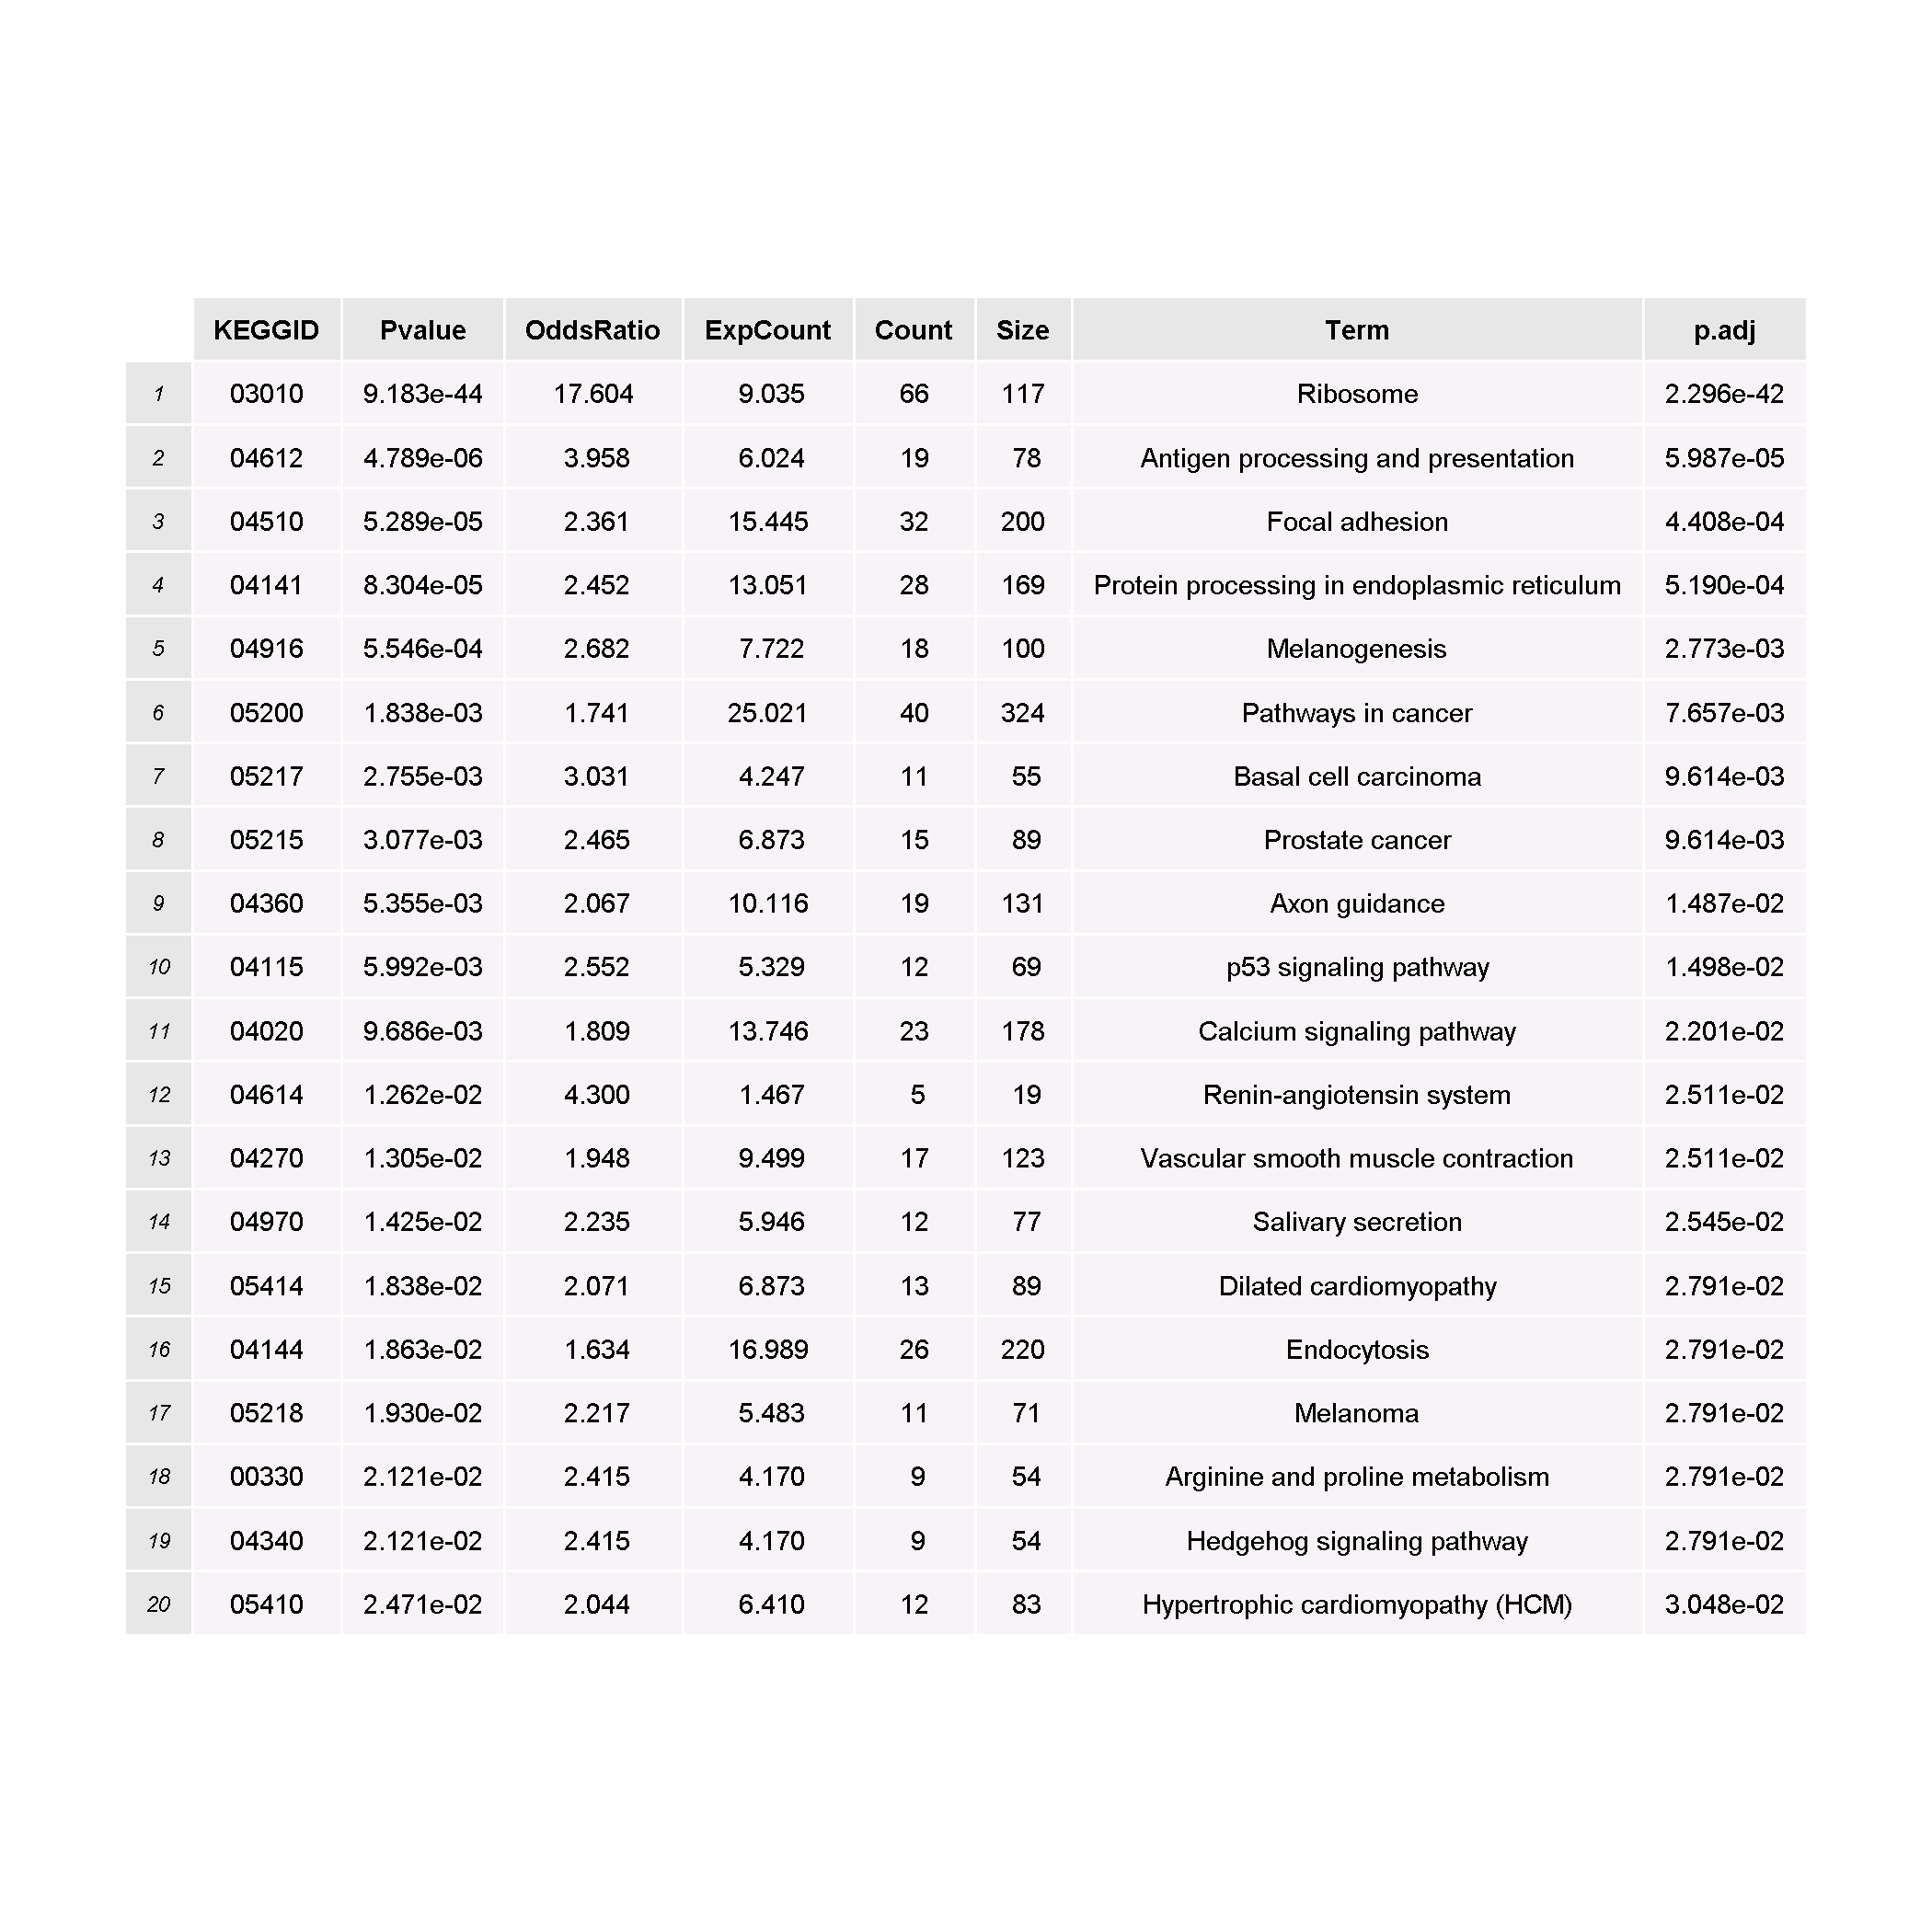 KEGGID Pvalue OddsRatio ExpCount Count Size Term p.adj
1 03010 9.183e-44 17.604 9.035 66 117 Ribosome 2.296e-42
2 04612 4.789e-06 3.958 6.024 19 78 Antigen processing and presentation 5.987e-05
3 04510 5.289e-05 2.361 15.445 32 200 Focal adhesion 4.408e-04
4 04141 8.304e-05 2.452 13.051 28 169 Protein processing in endoplasmic reticulum 5.190e-04
5 04916 5.546e-04 2.682 7.722 18 100 Melanogenesis 2.773e-03
6 05200 1.838e-03 1.741 25.021 40 324 Pathways in cancer 7.657e-03
7 05217 2.755e-03 3.031 4.247 11 55 Basal cell carcinoma 9.614e-03
8 05215 3.077e-03 2.465 6.873 15 89 Prostate cancer 9.614e-03
9 04360 5.355e-03 2.067 10.116 19 131 Axon guidance 1.487e-02
10 04115 5.992e-03 2.552 5.329 12 69 p53 signaling pathway 1.498e-02
11 04020 9.686e-03 1.809 13.746 23 178 Calcium signaling pathway 2.201e-02
12 04614 1.262e-02 4.300 1.467 5 19 Renin-angiotensin system 2.511e-02
13 04270 1.305e-02 1.948 9.499 17 123 Vascular smooth muscle contraction 2.511e-02
14 04970 1.425e-02 2.235 5.946 12 77 Salivary secretion 2.545e-02
15 05414 1.838e-02 2.071 6.873 13 89 Dilated cardiomyopathy 2.791e-02
16 04144 1.863e-02 1.634 16.989 26 220 Endocytosis 2.791e-02
17 05218 1.930e-02 2.217 5.483 11 71 Melanoma 2.791e-02
18 00330 2.121e-02 2.415 4.170 9 54 Arginine and proline metabolism 2.791e-02
19 04340 2.121e-02 2.415 4.170 9 54 Hedgehog signaling pathway 2.791e-02
20 05410 2.471e-02 2.044 6.410 12 83 Hypertrophic cardiomyopathy (HCM) 3.048e-02